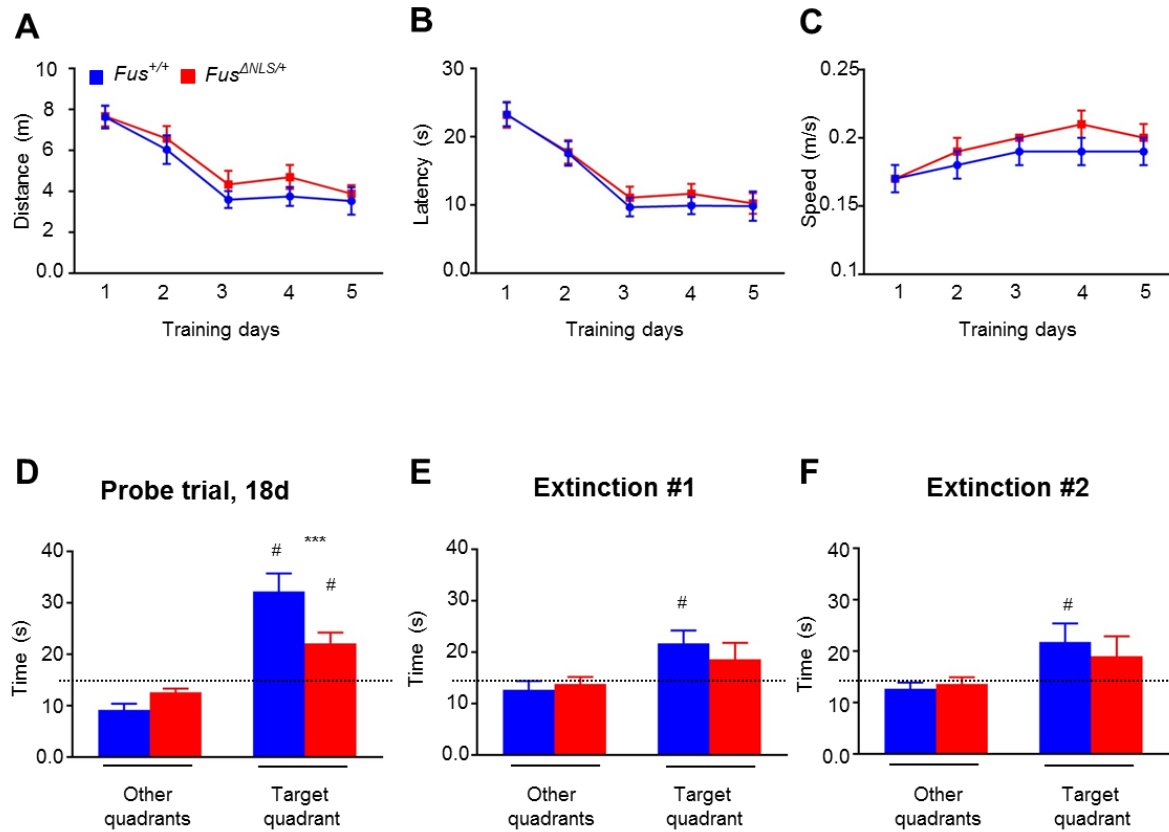 A
Fus+/+ FusΔNLS/+
10
8
6
4
2
0.0
Distance (m)
1 2 3 4 5
Training days
B
30
20
10
0.0
Latency (s)
1 2 3 4 5
Training days
C
0.25
0.2
0.15
0.1
Speed (m/s)
1 2 3 4 5
Training days
D
Probe trial, 18d
40
30
20
10
0.0
Time (s)
# ***
#
Other
quadrants
Target
quadrant
E
Extinction #1
40
30
20
10
0.0
Time (s)
#
Other
quadrants
Target
quadrant
F
Extinction #2
40
30
20
10
0.0
Time (s)
#
Other
quadrants
Target
quadrant